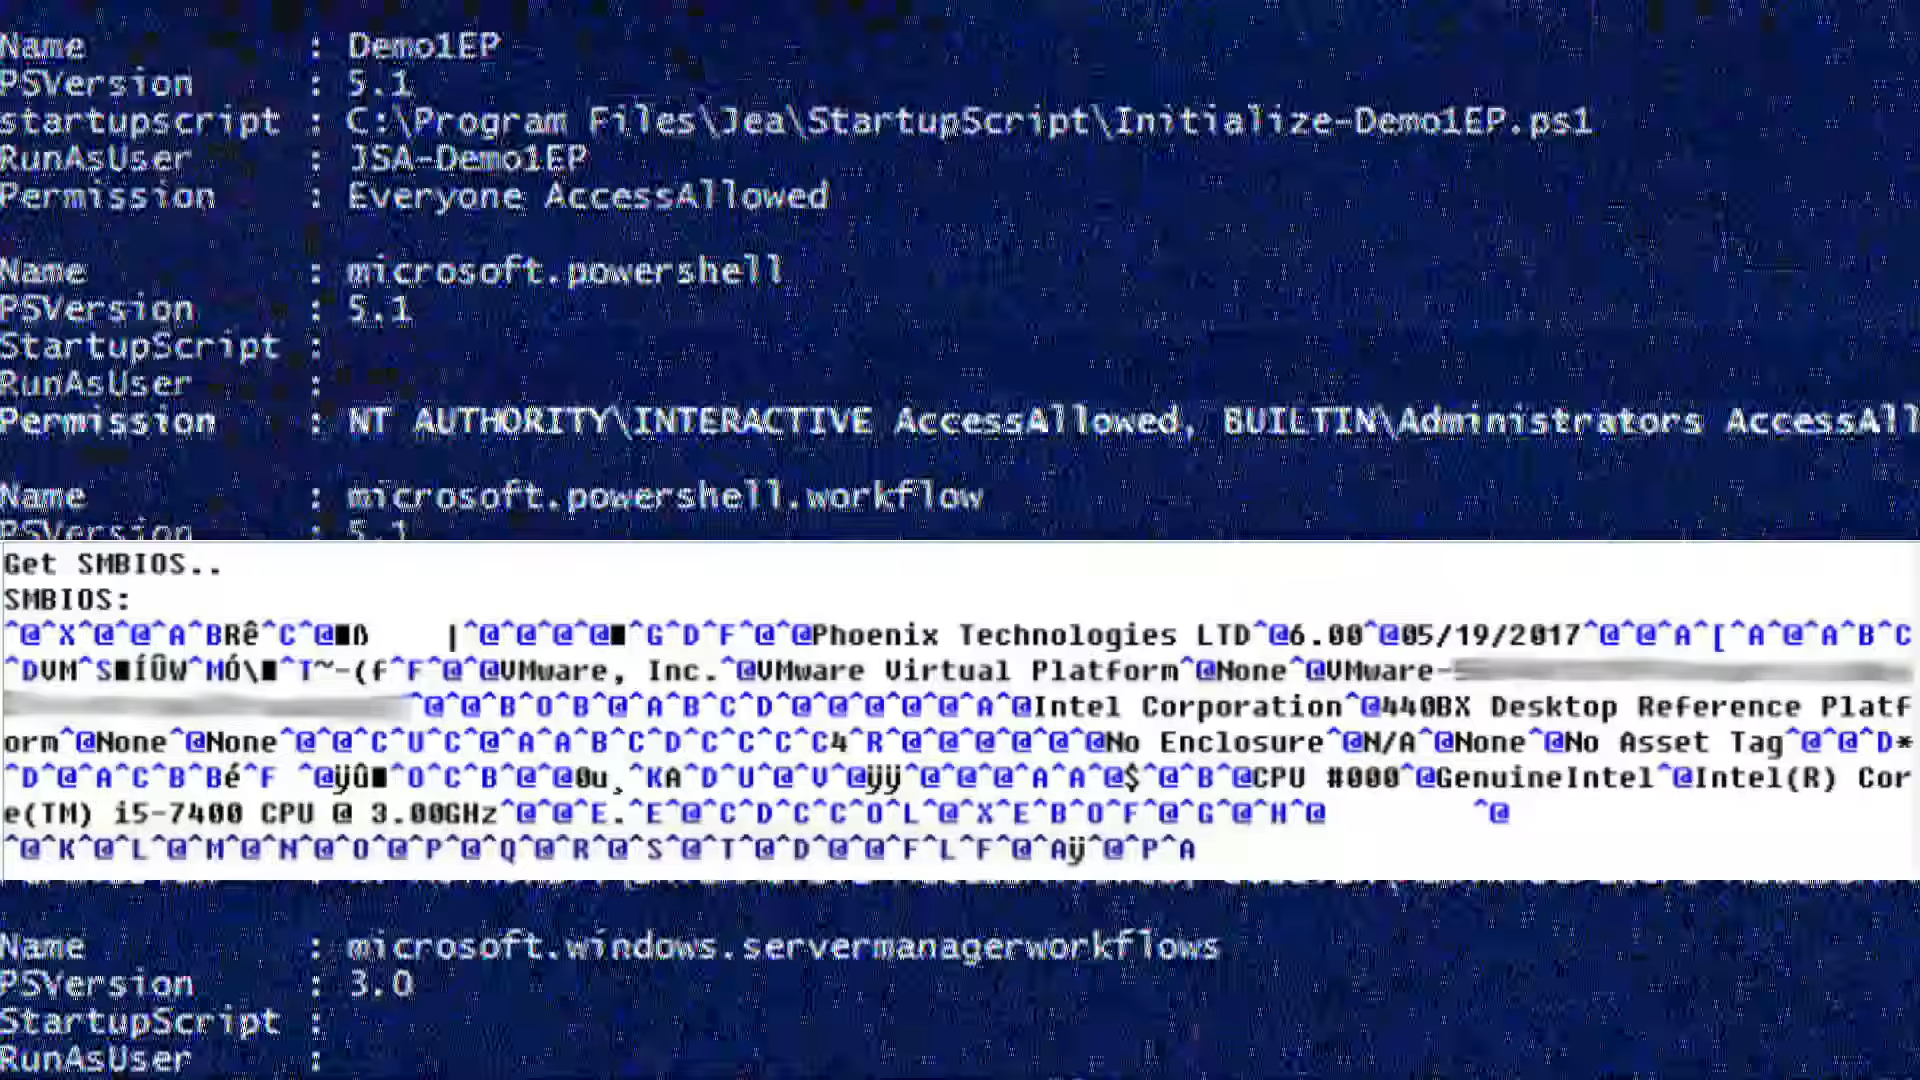 Name : Demo1EP
PSVersion : 5.1
startupscript : C:\Program Files\Jea\StartupScript\Initialize-Demo1EP.ps1
RunAsUser : JSA-Demo1EP
Permission : Everyone AccessAllowed
Name : microsoft.powershell
PSVersion : 5.1
StartupScript :
RunAsUser :
Permission : NT AUTHORITY\INTERACTIVE AccessAllowed, BUILTIN\Administrators AccessAll
Name : microsoft.powershell.workflow
PSVersion : 5.1
Get SMBIOS..
SMBIOS:
^@^X^@^@^A^BRê^C^@■ß |^@^@^@^@■^G^D^F^@^@Phoenix Technologies LTD^@6.00^@05/19/2017^@^@^A^[^A^@^A^B^C
^DVM^S■ÍÛW^MÓ\■^T~-(f^F^@^@VMware, Inc.^@VMware Virtual Platform^@None^@VMware-
^@^@^B^O^B^@^A^B^C^D^@^@^@^@^A^@Intel Corporation^@440BX Desktop Reference Platf
orm^@None^@None^@^@^C^U^C^@^A^A^B^C^D^C^C^C^C4^R^@^@^@^@^@^@No Enclosure^@N/A^@None^@No Asset Tag^@^@^D*
^D^@^A^C^B^Bé^F ^@ÿû■^O^C^B^@^@0u¸^KA^D^U^@^V^@ÿÿ^@^@^@^A^A^@$^@^B^@CPU #000^@GenuineIntel^@Intel(R) Cor
e(TM) i5-7400 CPU @ 3.00GHz^@^@^E.^E^@^C^D^C^C^O^L^@^X^E^B^O^F^@^G^@^H^@ ^@
^@^K^@^L^@^M^@^N^@^O^@^P^@^Q^@^R^@^S^@^T^@^D^@^@^F^L^F^@^Aÿ^@^P^A
Name : microsoft.windows.servermanagerworkflows
PSVersion : 3.0
StartupScript :
RunAsUser :